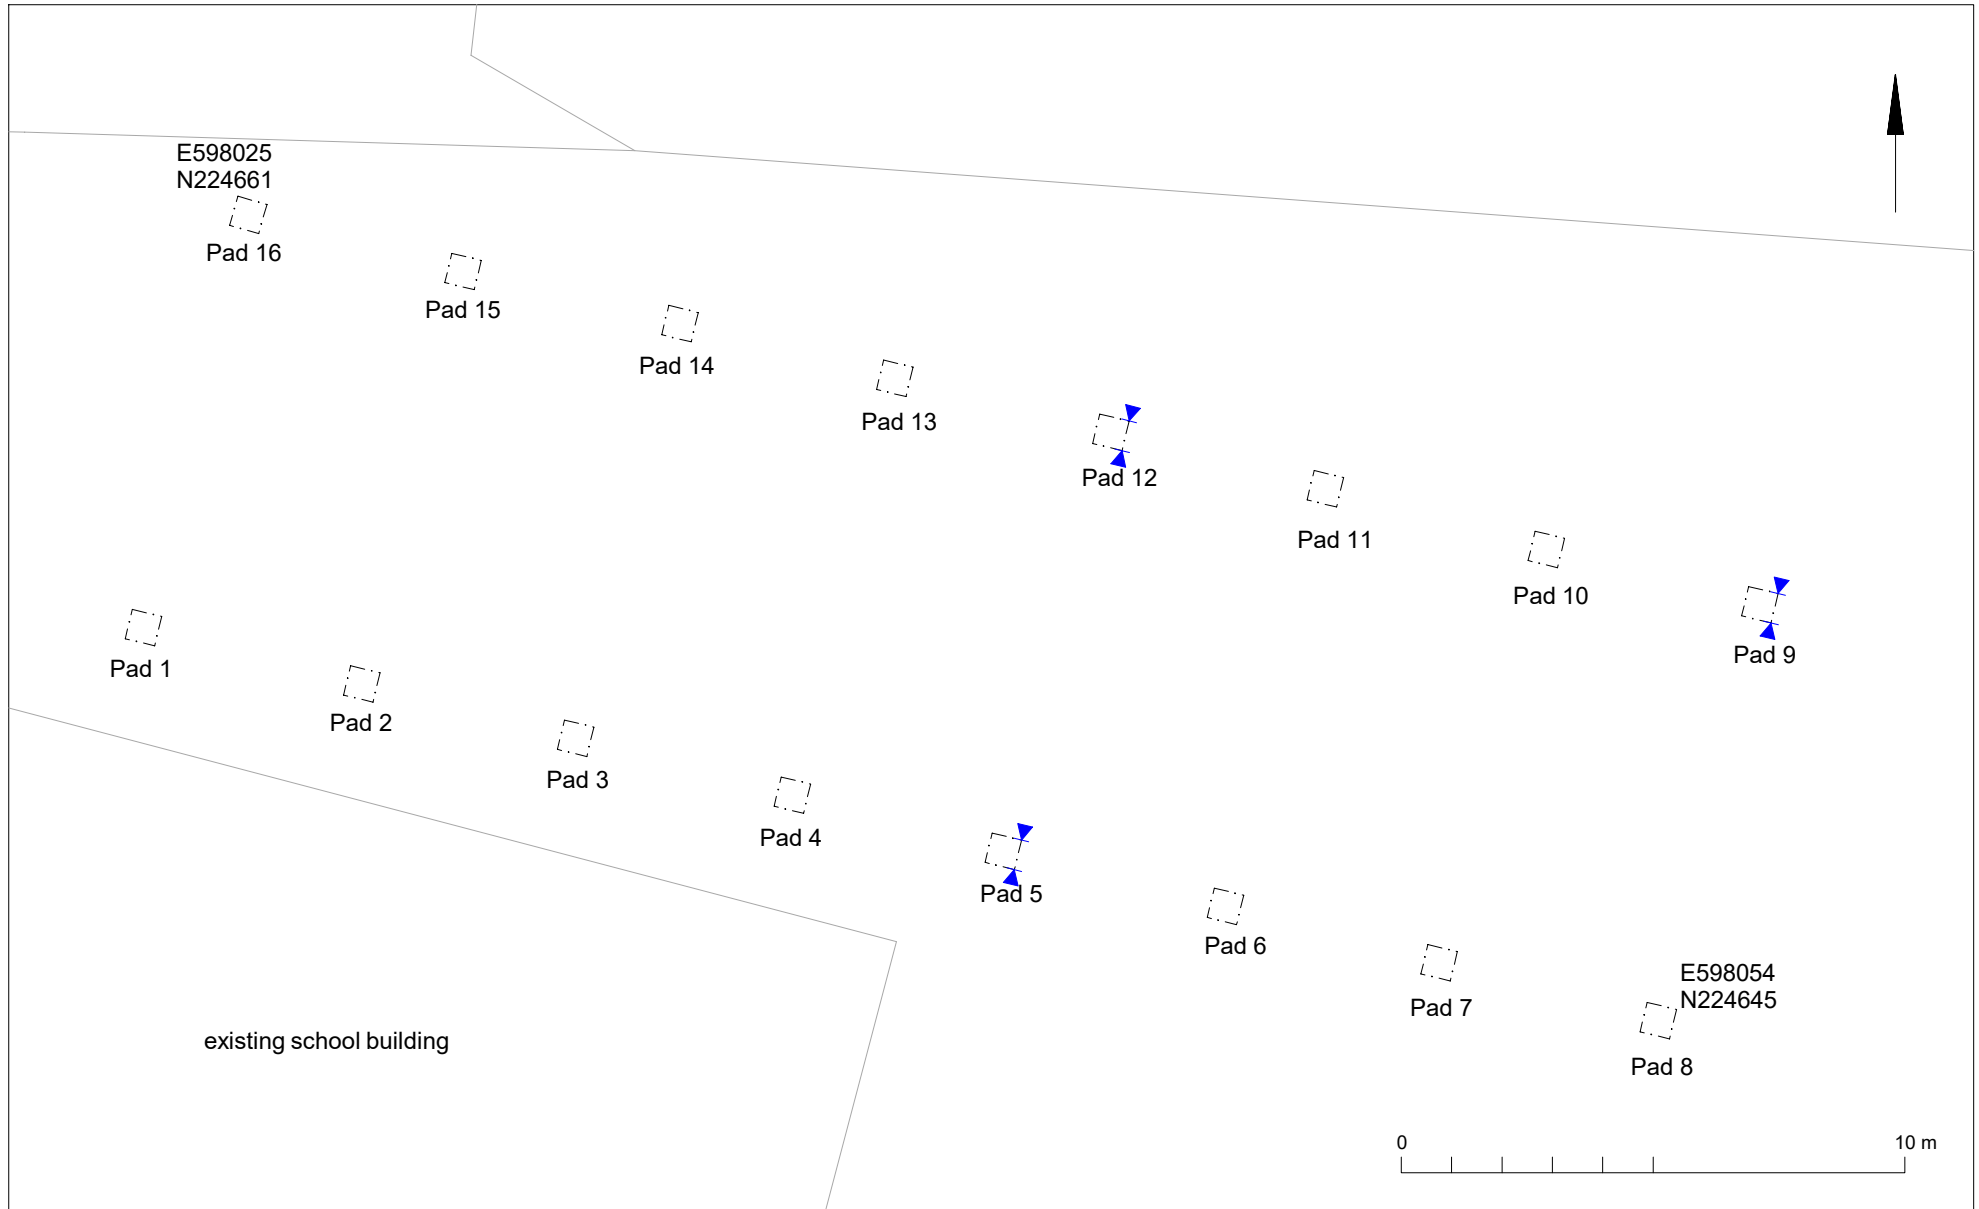 E598025
N224661
Pad 16
Pad 15
Pad 14
Pad 13
Pad 12
Pad 11
Pad 10
Pad 9
Pad 1
Pad 2
Pad 3
Pad 4
Pad 5
Pad 6
Pad 7
E598054
N224645
Pad 8
existing school building
0 10 m